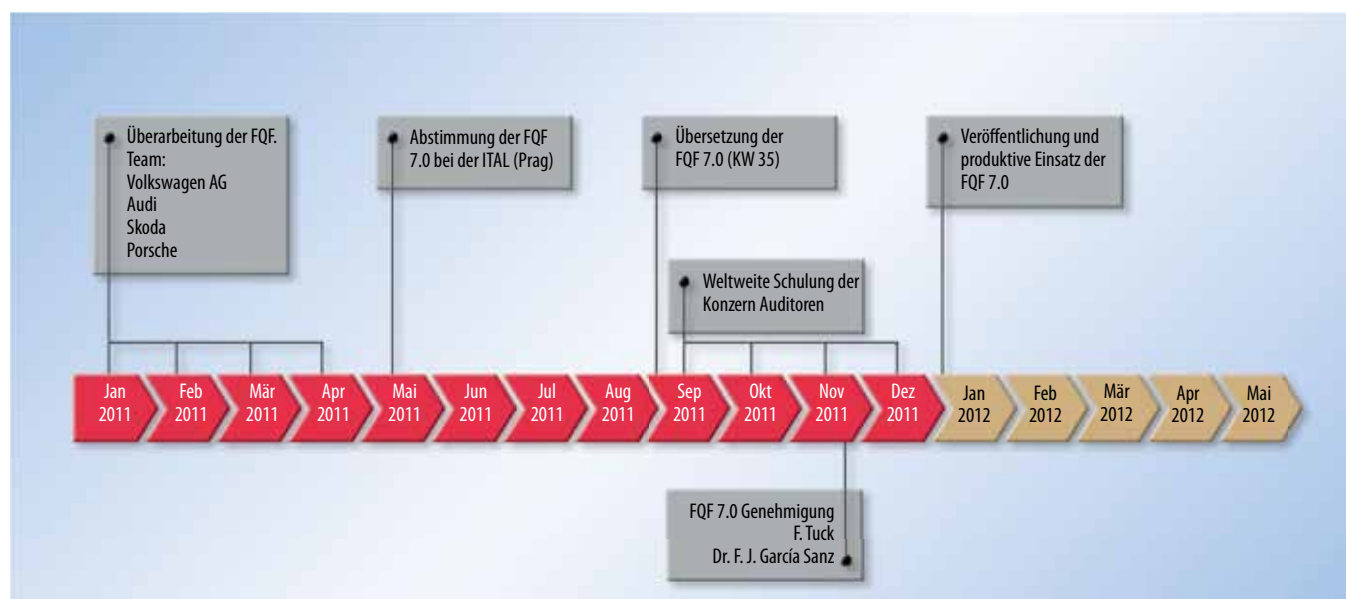 Überarbeitung der FQF.
Team:
Volkswagen AG
Audi
Skoda
Porsche
Abstimmung der FQF
7.0 bei der ITAL (Prag)
Übersetzung der
FQF 7.0 (KW 35)
Veröffentlichung und
produktive Einsatz der
FQF 7.0
Weltweite Schulung der
Konzern Auditoren
Jan
2011
Feb
2011
Mär
2011
Apr
2011
Mai
2011
Jun
2011
Jul
2011
Aug
2011
Sep
2011
Okt
2011
Nov
2011
Dez
2011
Jan
2012
Feb
2012
Mär
2012
Apr
2012
Mai
2012
FQF 7.0 Genehmigung
F. Tuck
Dr. F. J. García Sanz